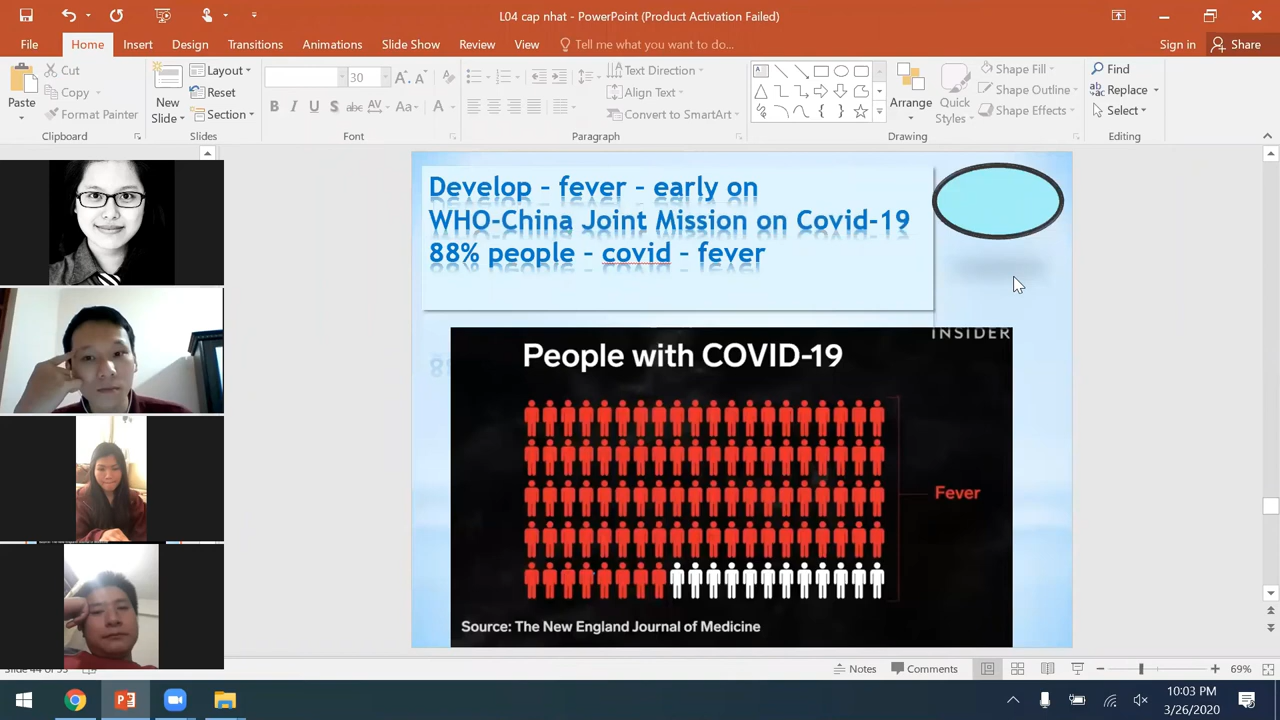 L04 cap nhat - PowerPoint (Product Activation Failed)
File Home Insert Design Transitions Animations Slide Show Review View Tell me what you want to do... Sign in Share
Paste
Cut
Copy
Format Painter
Clipboard
New Slide
Layout
Reset
Section
Slides
30
B I U S abc AV Aa A
Font
Text Direction
Align Text
Convert to SmartArt
Paragraph
Arrange
Quick Styles
Shape Fill
Shape Outline
Shape Effects
Drawing
Find
Replace
Select
Editing
Develop – fever – early on
WHO-China Joint Mission on Covid-19
88% people – covid – fever
INSIDER
People with COVID-19
Fever
Source: The New England Journal of Medicine
Notes Comments 69%
10:03 PM
3/26/2020